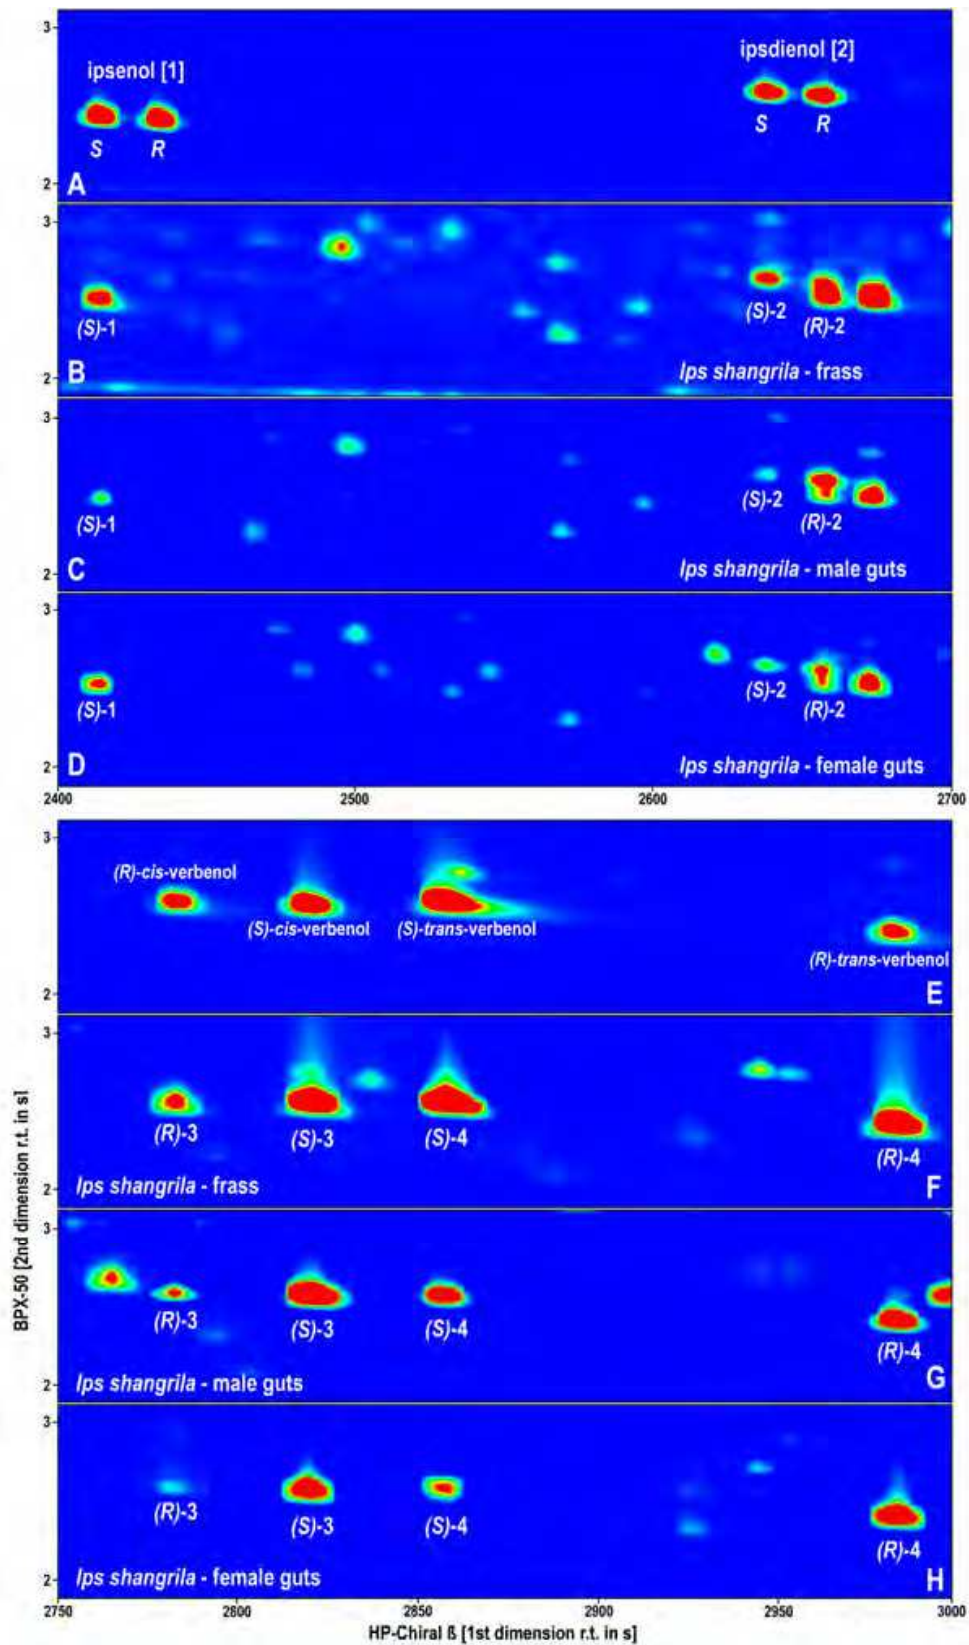 3
ipsenol [1]
ipsdienol [2]
S
R
S
R
2
A
3
(S)-1
(S)-2
(R)-2
2
B
Ips shangrila - frass
3
(S)-1
(S)-2
(R)-2
2
C
Ips shangrila - male guts
3
(S)-1
(S)-2
(R)-2
2
D
Ips shangrila - female guts
2400
2500
2600
2700
3
(R)-cis-verbenol
(S)-cis-verbenol
(S)-trans-verbenol
(R)-trans-verbenol
2
E
3
(R)-3
(S)-3
(S)-4
(R)-4
2
Ips shangrila - frass
F
3
(R)-3
(S)-3
(S)-4
(R)-4
2
Ips shangrila - male guts
G
3
(R)-3
(S)-3
(S)-4
(R)-4
2
Ips shangrila - female guts
H
2750
2800
2850
2900
2950
3000
HP-Chiral ß [1st dimension r.t. in s]
BPX-50 [2nd dimension r.t. in s]